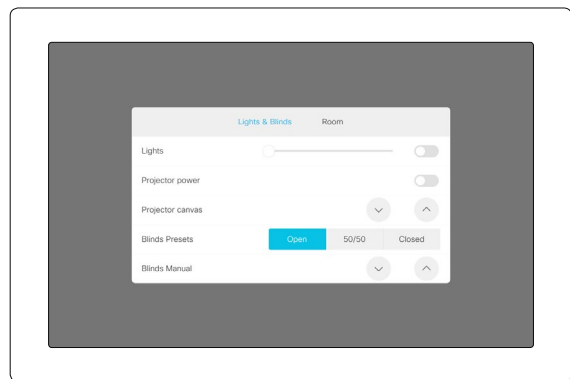 Lights & Blinds Room
Lights
Projector power
Projector canvas
Blinds Presets Open 50/50 Closed
Blinds Manual